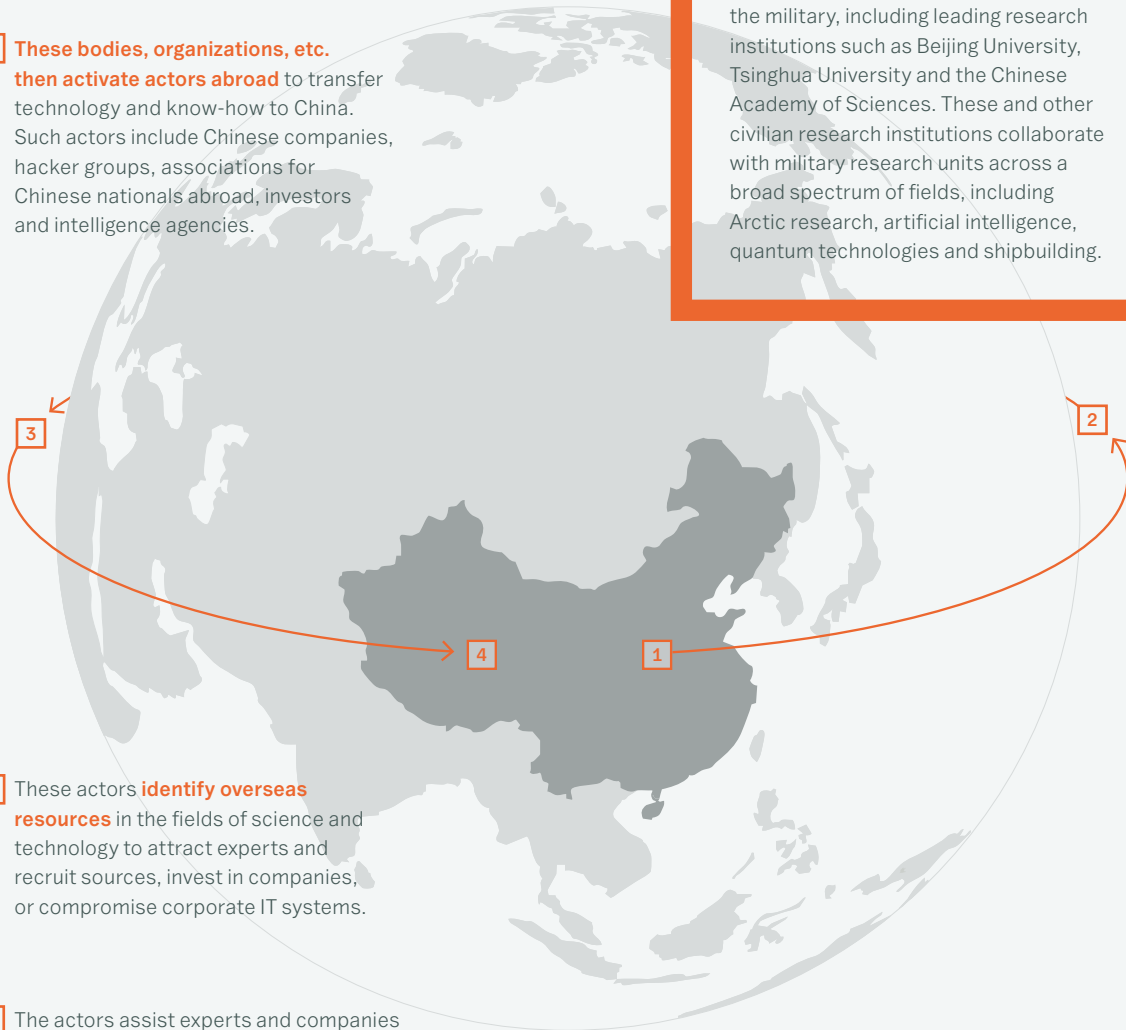 These bodies, organizations, etc.
then activate actors abroad to transfer
technology and know-how to China.
Such actors include Chinese companies,
hacker groups, associations for
Chinese nationals abroad, investors
and intelligence agencies.
the military, including leading research
institutions such as Beijing University,
Tsinghua University and the Chinese
Academy of Sciences. These and other
civilian research institutions collaborate
with military research units across a
broad spectrum of fields, including
Arctic research, artificial intelligence,
quantum technologies and shipbuilding.
3
2
4
1
These actors identify overseas
resources in the fields of science and
technology to attract experts and
recruit sources, invest in companies,
or compromise corporate IT systems.
The actors assist experts and companies